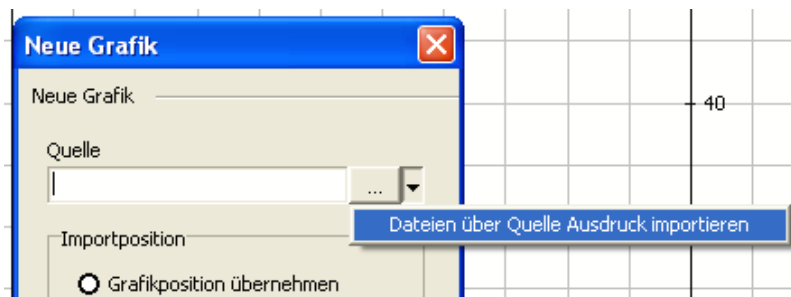 Neue Grafik
Neue Grafik
40
Quelle
...
Dateien über Quelle Ausdruck importieren
Importposition
Grafikposition übernehmen